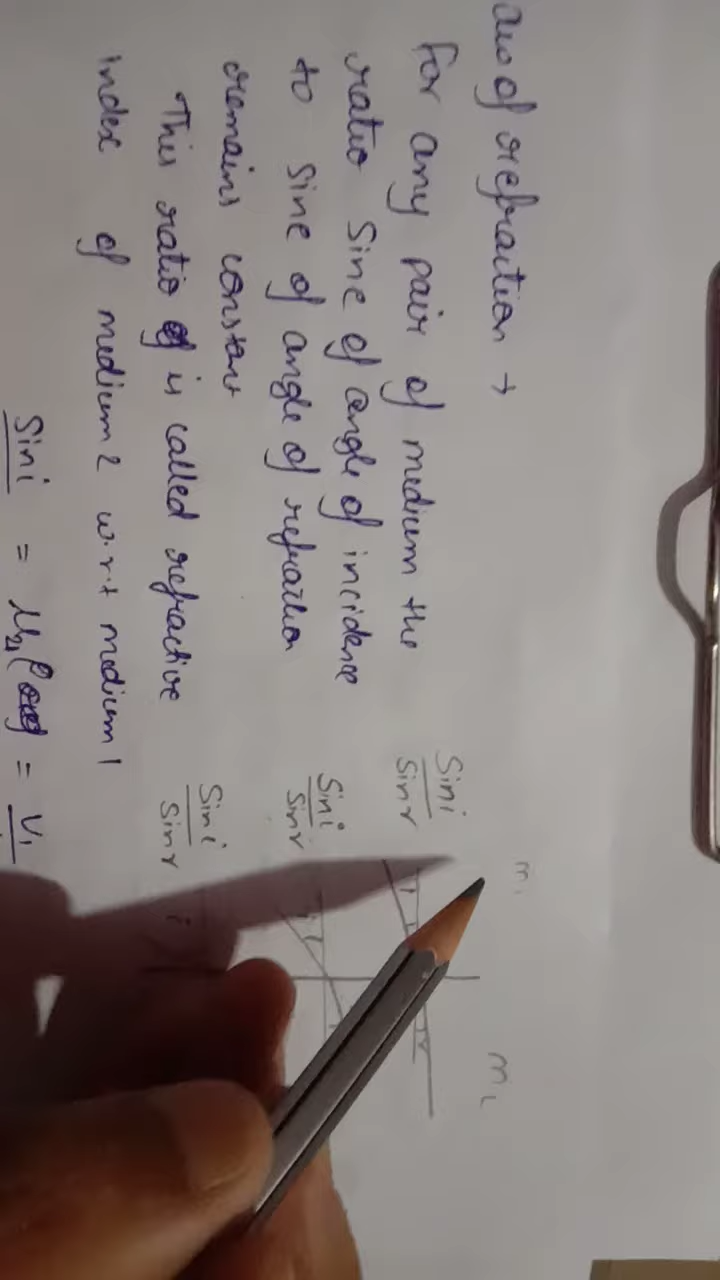 aw of refraction →
for any pair of medium the
ratio Sine of angle of incidence
to sine of angle of refraction
remains constant
This ratio is called refractive
index of medium 2 w.r.t medium 1
Sin i = μ21 = V1
Sin i
Sin r
Sin i
Sin r
Sin i
Sin r
m1
m2
i
r
i
i